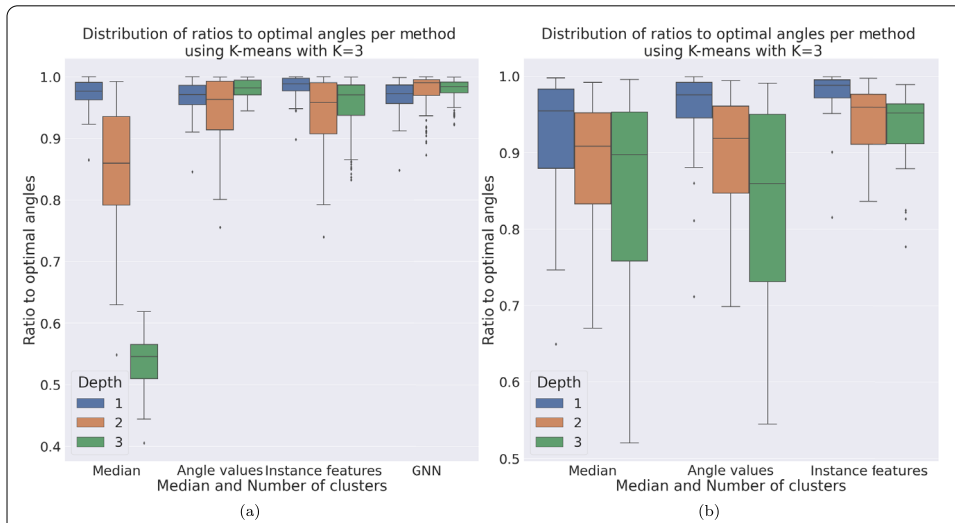 Distribution of ratios to optimal angles per method
using K-means with K=3
Ratio to optimal angles
1.0
0.9
0.8
0.7
0.6
0.5
0.4
Depth
1
2
3
Median
Angle values
Instance features
GNN
Median and Number of clusters
(a)
Distribution of ratios to optimal angles per method
using K-means with K=3
Ratio to optimal angles
1.0
0.9
0.8
0.7
0.6
0.5
Depth
1
2
3
Median
Angle values
Instance features
Median and Number of clusters
(b)